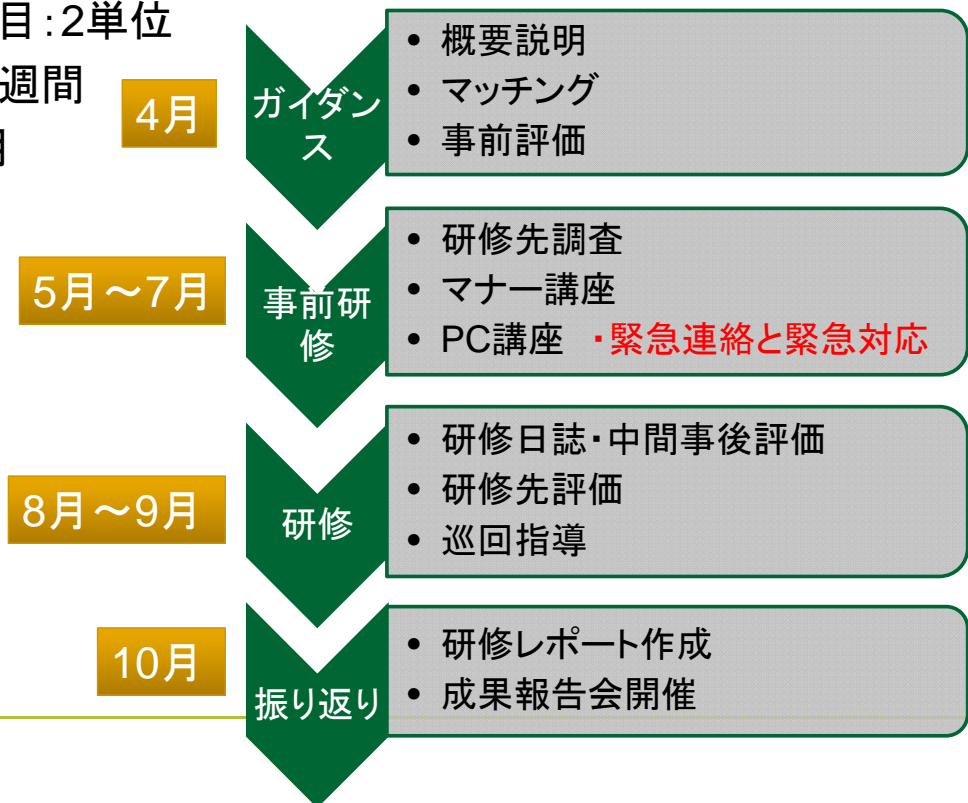 目:2単位
週間
月
4月
ガイダン
ス
• 概要説明
• マッチング
• 事前評価
5月～7月
事前研
修
• 研修先調査
• マナー講座
• PC講座 ・緊急連絡と緊急対応
8月～9月
研修
• 研修日誌・中間事後評価
• 研修先評価
• 巡回指導
10月
振り返り
• 研修レポート作成
• 成果報告会開催